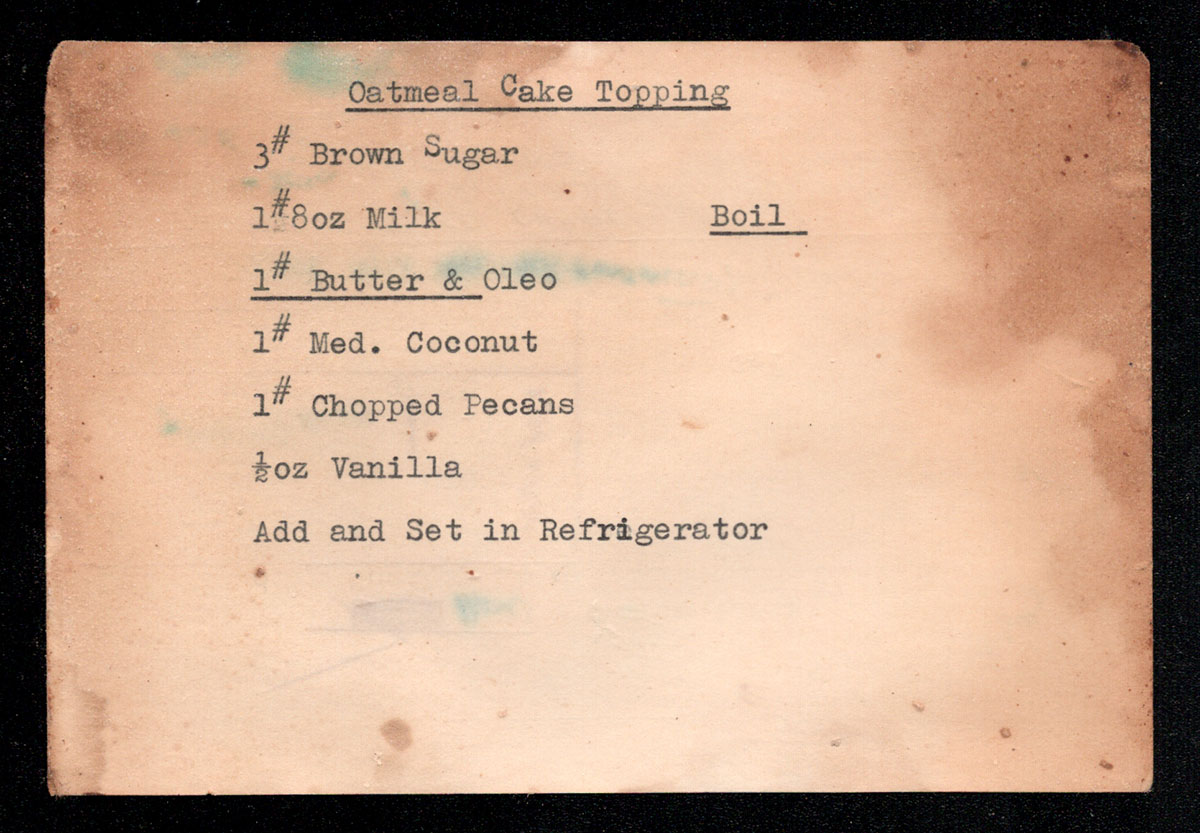 Oatmeal Cake Topping
3# Brown Sugar
1#8oz Milk Boil
1# Butter & Oleo
1# Med. Coconut
1# Chopped Pecans
½oz Vanilla
Add and Set in Refrigerator